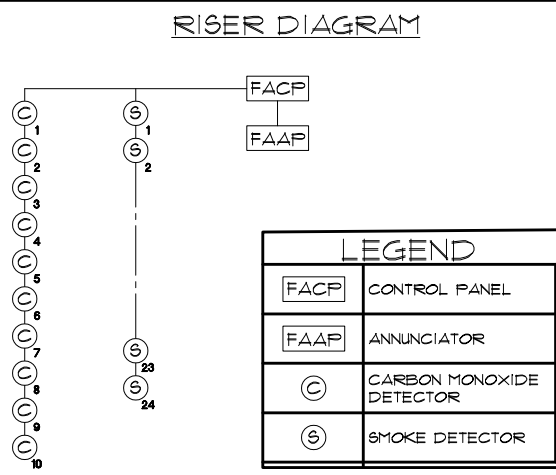 RISER DIAGRAM
FACP
FAAP
C 1
C 2
C 3
C 4
C 5
C 6
C 7
C 8
C 9
C 10
S 1
S 2
S 23
S 24
LEGEND
FACP CONTROL PANEL
FAAP ANNUNCIATOR
C CARBON MONOXIDE
DETECTOR
S SMOKE DETECTOR